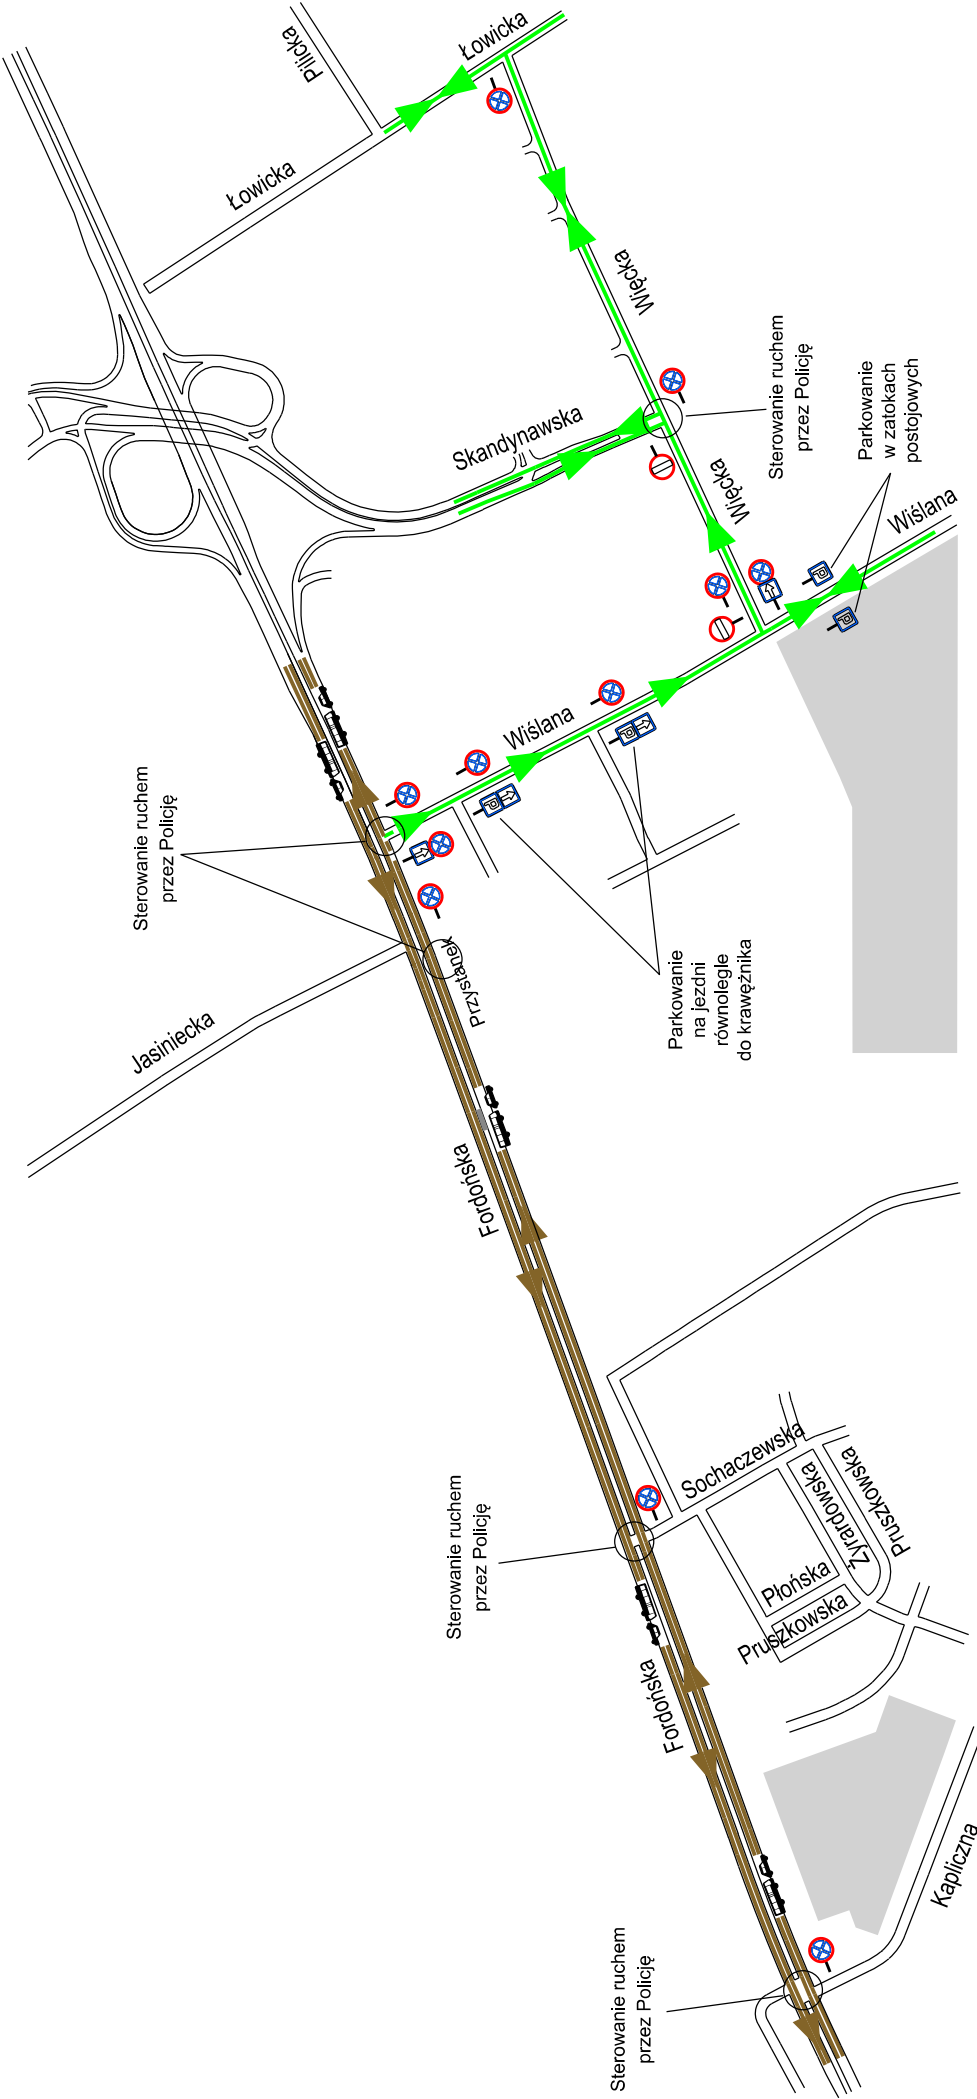 Pilicka
Łowicka
Łowicka
Więcka
Sterowanie ruchem
przez Policję
Parkowanie
w zatokach
postojowych
Skandynawska
Więcka
Wiślana
Wiślana
Sterowanie ruchem
przez Policję
Przystanek
Parkowanie
na jezdni
równolegle
do krawężnika
Jasiniecka
Fordońska
Sochaczewska
Żyrardowska
Pruszkowska
Płońska
Pruszkowska
Sterowanie ruchem
przez Policję
Fordońska
Kapliczna
Sterowanie ruchem
przez Policję